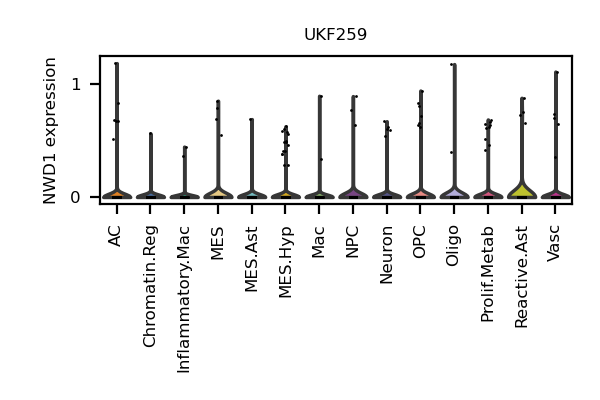 UKF259
NWD1 expression
1
0
AC
Chromatin.Reg
Inflammatory.Mac
MES
MES.Ast
MES.Hyp
Mac
NPC
Neuron
OPC
Oligo
Prolif.Metab
Reactive.Ast
Vasc